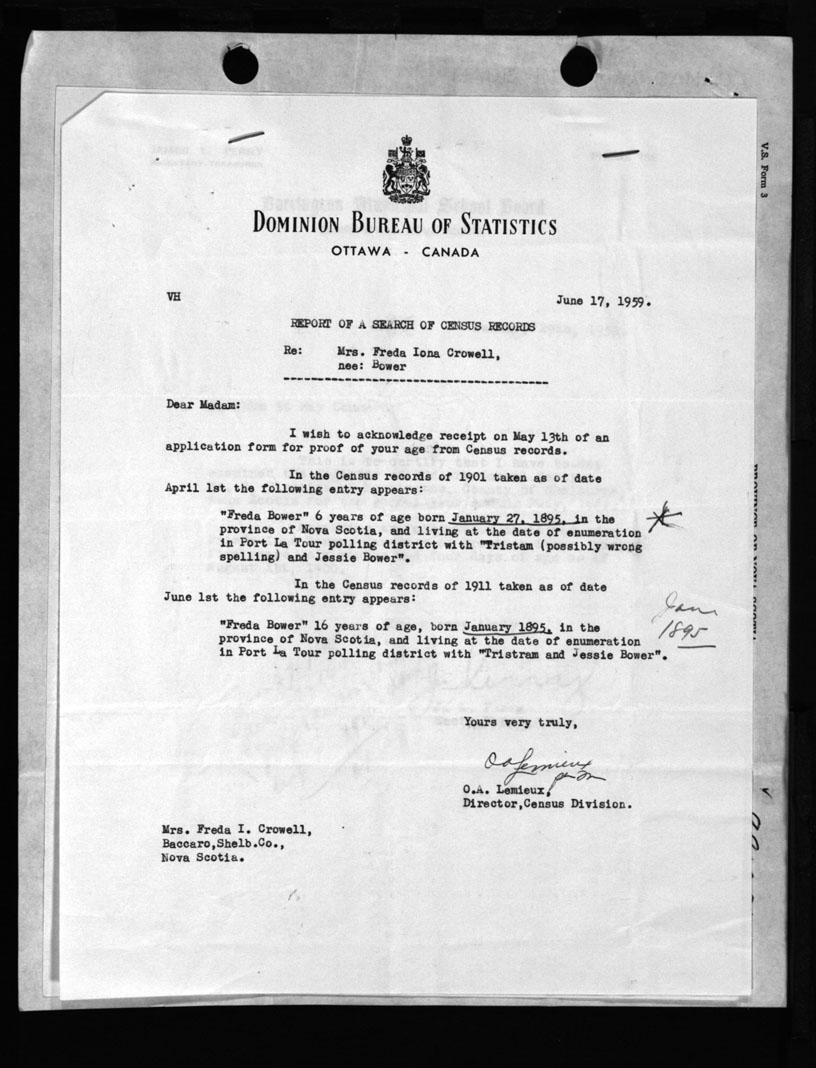 V.S. Form 3
DOMINION BUREAU OF STATISTICS
OTTAWA - CANADA
VH
June 17, 1959.
REPORT OF A SEARCH OF CENSUS RECORDS
Re: Mrs. Freda Iona Crowell,
nee: Bower
Dear Madam:
I wish to acknowledge receipt on May 13th of an
application form for proof of your age from Census records.
In the Census records of 1901 taken as of date
April 1st the following entry appears:
"Freda Bower" 6 years of age born January 27, 1895, in the
province of Nova Scotia, and living at the date of enumeration
in Port La Tour polling district with "Tristam (possibly wrong
spelling) and Jessie Bower".
In the Census records of 1911 taken as of date
June 1st the following entry appears:
"Freda Bower" 16 years of age, born January 1895, in the
province of Nova Scotia, and living at the date of enumeration
in Port La Tour polling district with "Tristram and Jessie Bower".
Jan
1895
Yours very truly,
O A Lemieux
O.A. Lemieux,
Director,Census Division.
Mrs. Freda I. Crowell,
Baccaro,Shelb.Co.,
Nova Scotia.